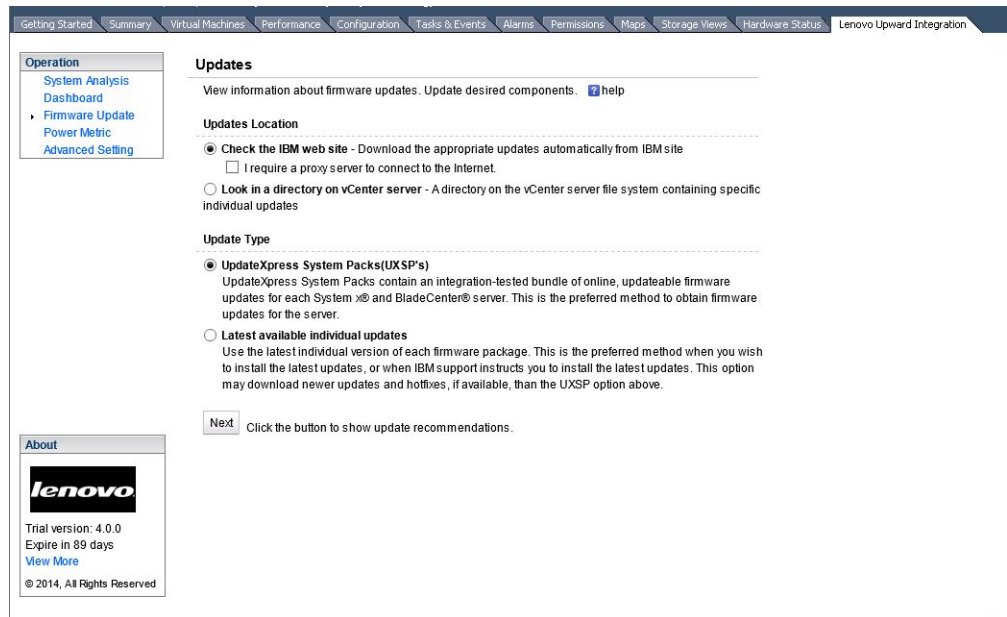 Getting Started Summary Virtual Machines Performance Configuration Tasks & Events Alarms Permissions Maps Storage Views Hardware Status Lenovo Upward Integration
Operation
System Analysis
Dashboard
Firmware Update
Power Metric
Advanced Setting
Updates
View information about firmware updates. Update desired components. ? help
Updates Location
Check the IBM web site - Download the appropriate updates automatically from IBM site
I require a proxy server to connect to the Internet.
Look in a directory on vCenter server - A directory on the vCenter server file system containing specific
individual updates
Update Type
UpdateXpress System Packs(UXSP's)
UpdateXpress System Packs contain an integration-tested bundle of online, updateable firmware
updates for each System x® and BladeCenter® server. This is the preferred method to obtain firmware
updates for the server.
Latest available individual updates
Use the latest individual version of each firmware package. This is the preferred method when you wish
to install the latest updates, or when IBM support instructs you to install the latest updates. This option
may download newer updates and hotfixes, if available, than the UXSP option above.
Next Click the button to show update recommendations.
About
lenovo
Trial version: 4.0.0
Expire in 89 days
View More
© 2014, All Rights Reserved